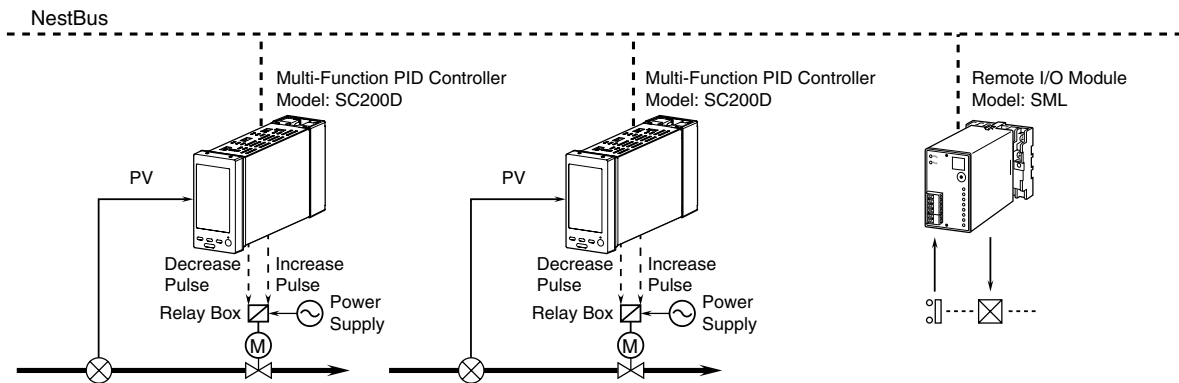 NestBus
Multi-Function PID Controller
Model: SC200D
PV
Decrease
Pulse
Increase
Pulse
Relay Box
Power
Supply
M
Multi-Function PID Controller
Model: SC200D
PV
Decrease
Pulse
Increase
Pulse
Relay Box
Power
Supply
M
Remote I/O Module
Model: SML